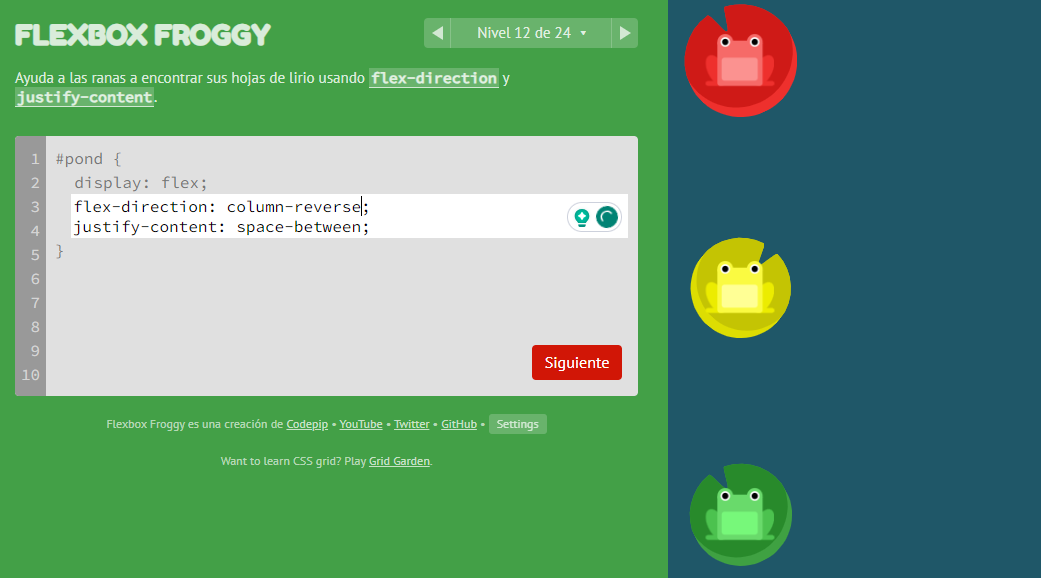 FLEXBOX FROGGY
Nivel 12 de 24
Ayuda a las ranas a encontrar sus hojas de lirio usando flex-direction y
justify-content.
1 #pond {
2 display: flex;
3 flex-direction: column-reverse;
4 justify-content: space-between;
5 }
6
7
8
9
10
Siguiente
Flexbox Froggy es una creación de Codepip • YouTube • Twitter • GitHub • Settings
Want to learn CSS grid? Play Grid Garden.